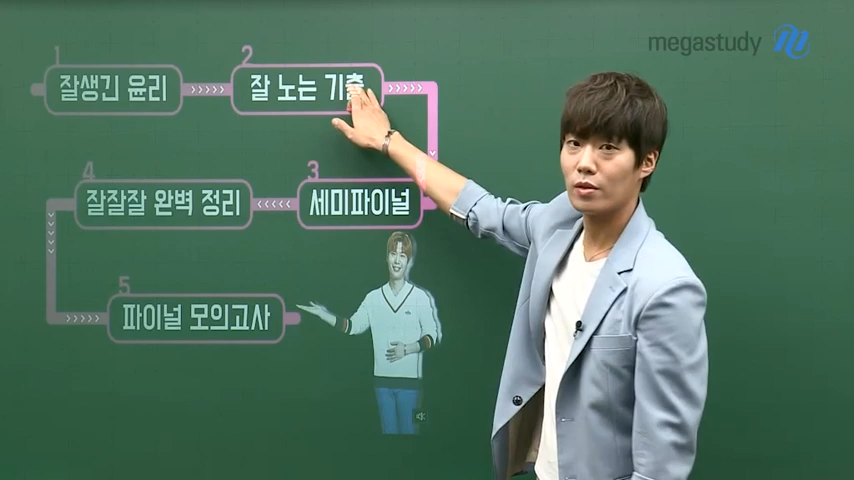 megastudy
1
잘생긴 윤리
2
잘 노는 기출
3
세미파이널
4
잘잘잘 완벽 정리
5
파이널 모의고사